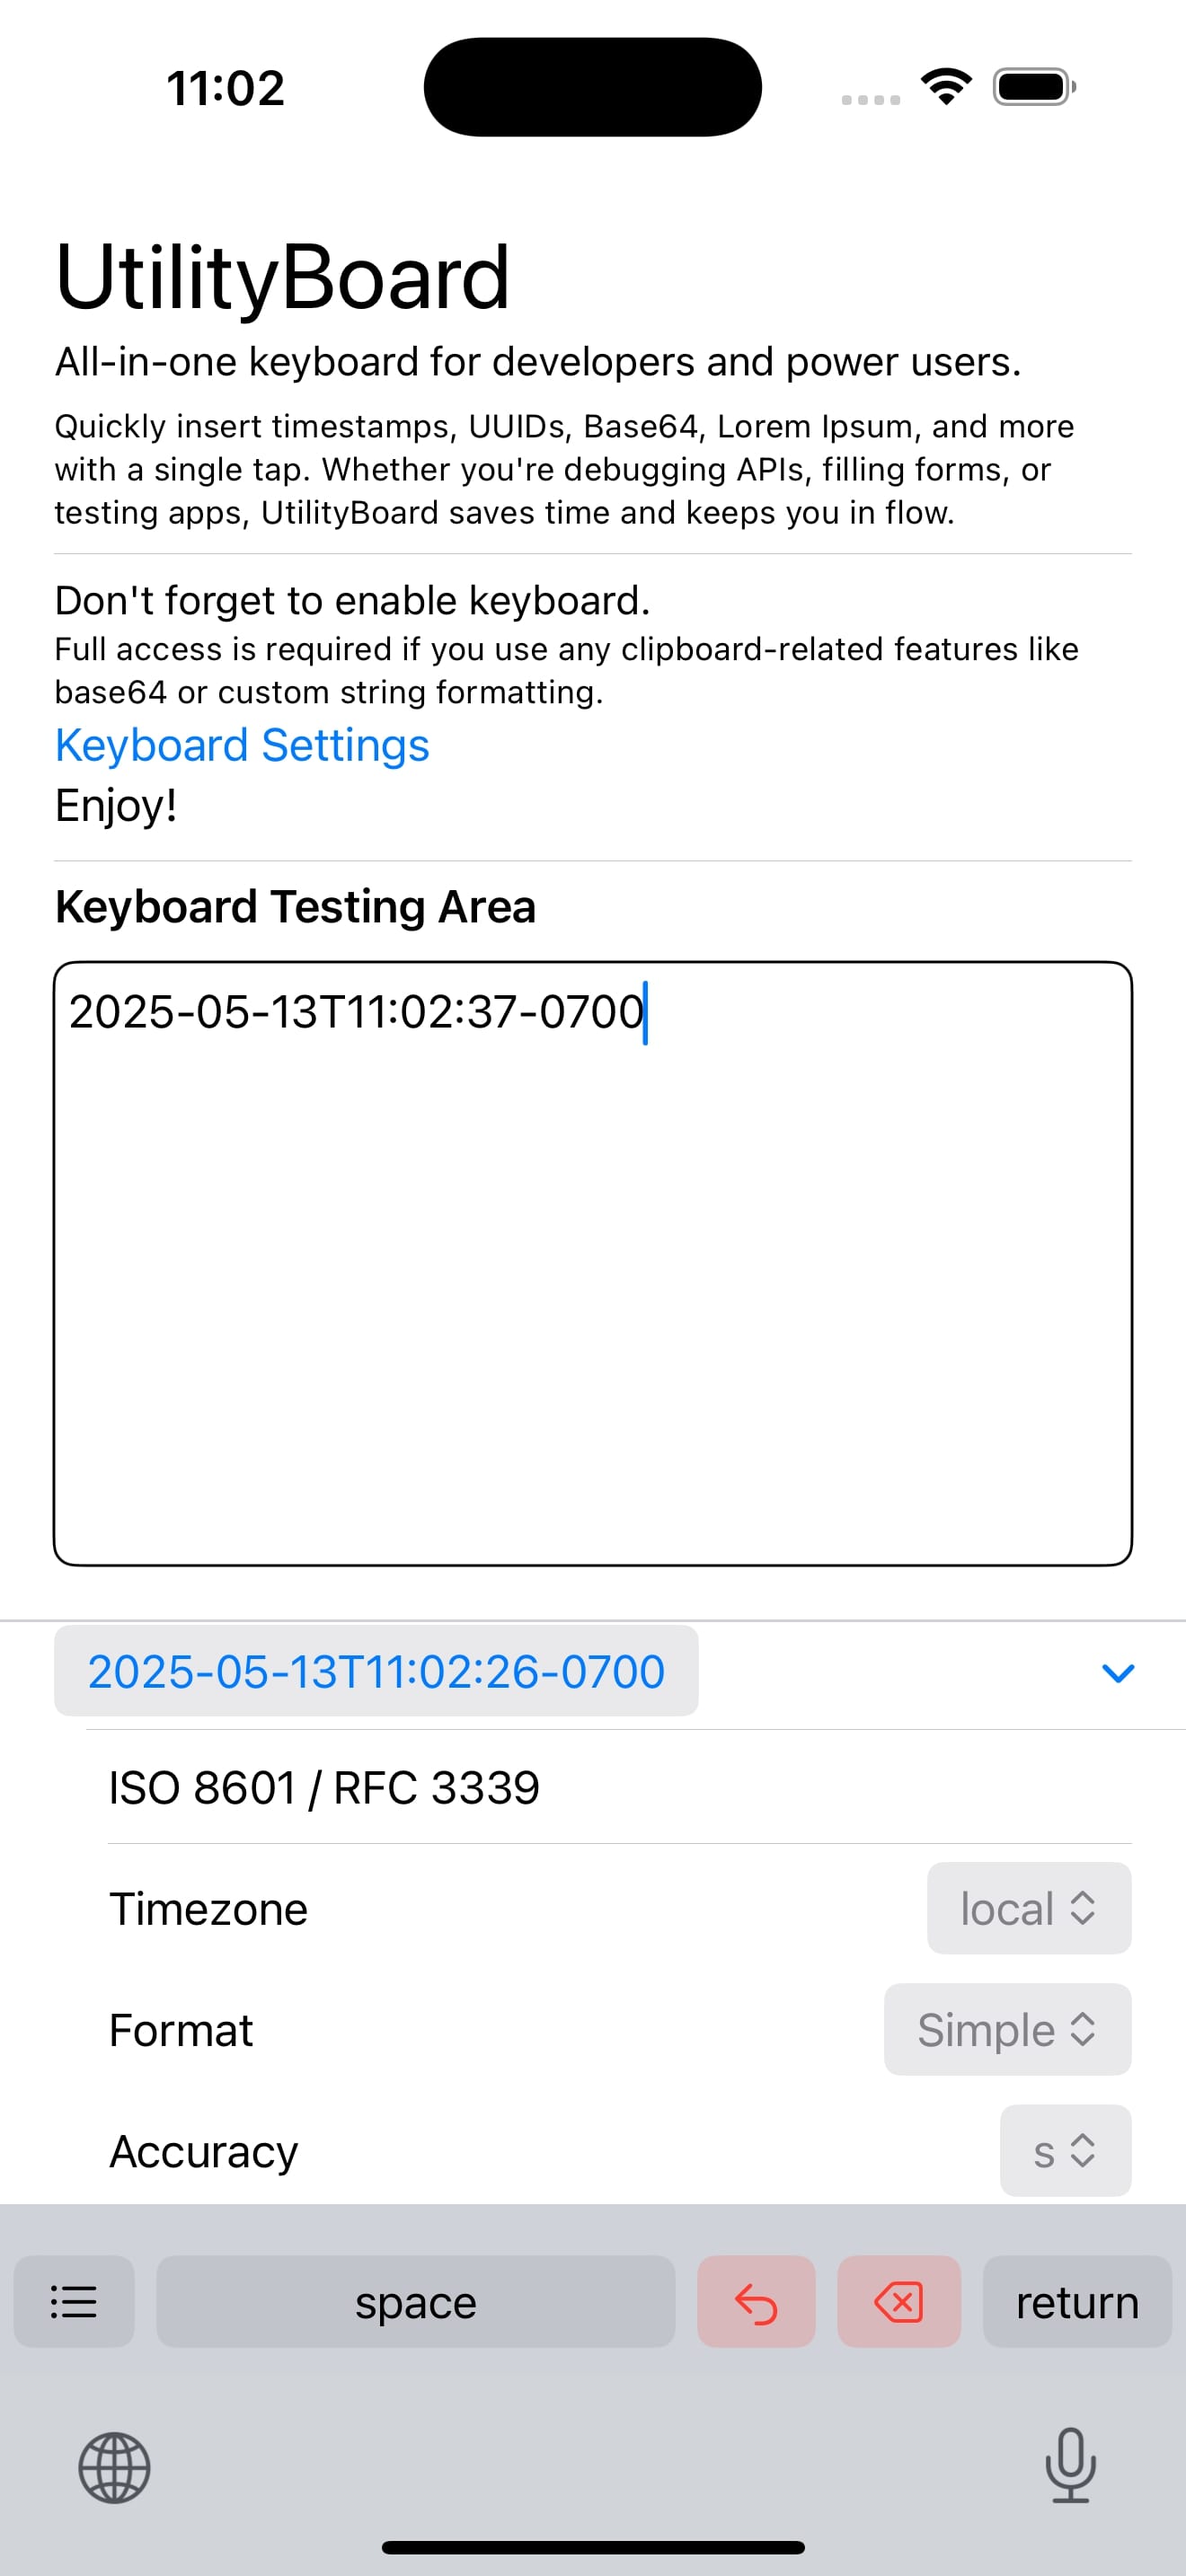 11:02
UtilityBoard
All-in-one keyboard for developers and power users.
Quickly insert timestamps, UUIDs, Base64, Lorem Ipsum, and more
with a single tap. Whether you're debugging APIs, filling forms, or
testing apps, UtilityBoard saves time and keeps you in flow.
Don't forget to enable keyboard.
Full access is required if you use any clipboard-related features like
base64 or custom string formatting.
Keyboard Settings
Enjoy!
Keyboard Testing Area
2025-05-13T11:02:37-0700
2025-05-13T11:02:26-0700
ISO 8601 / RFC 3339
Timezone local
Format Simple
Accuracy s
space return